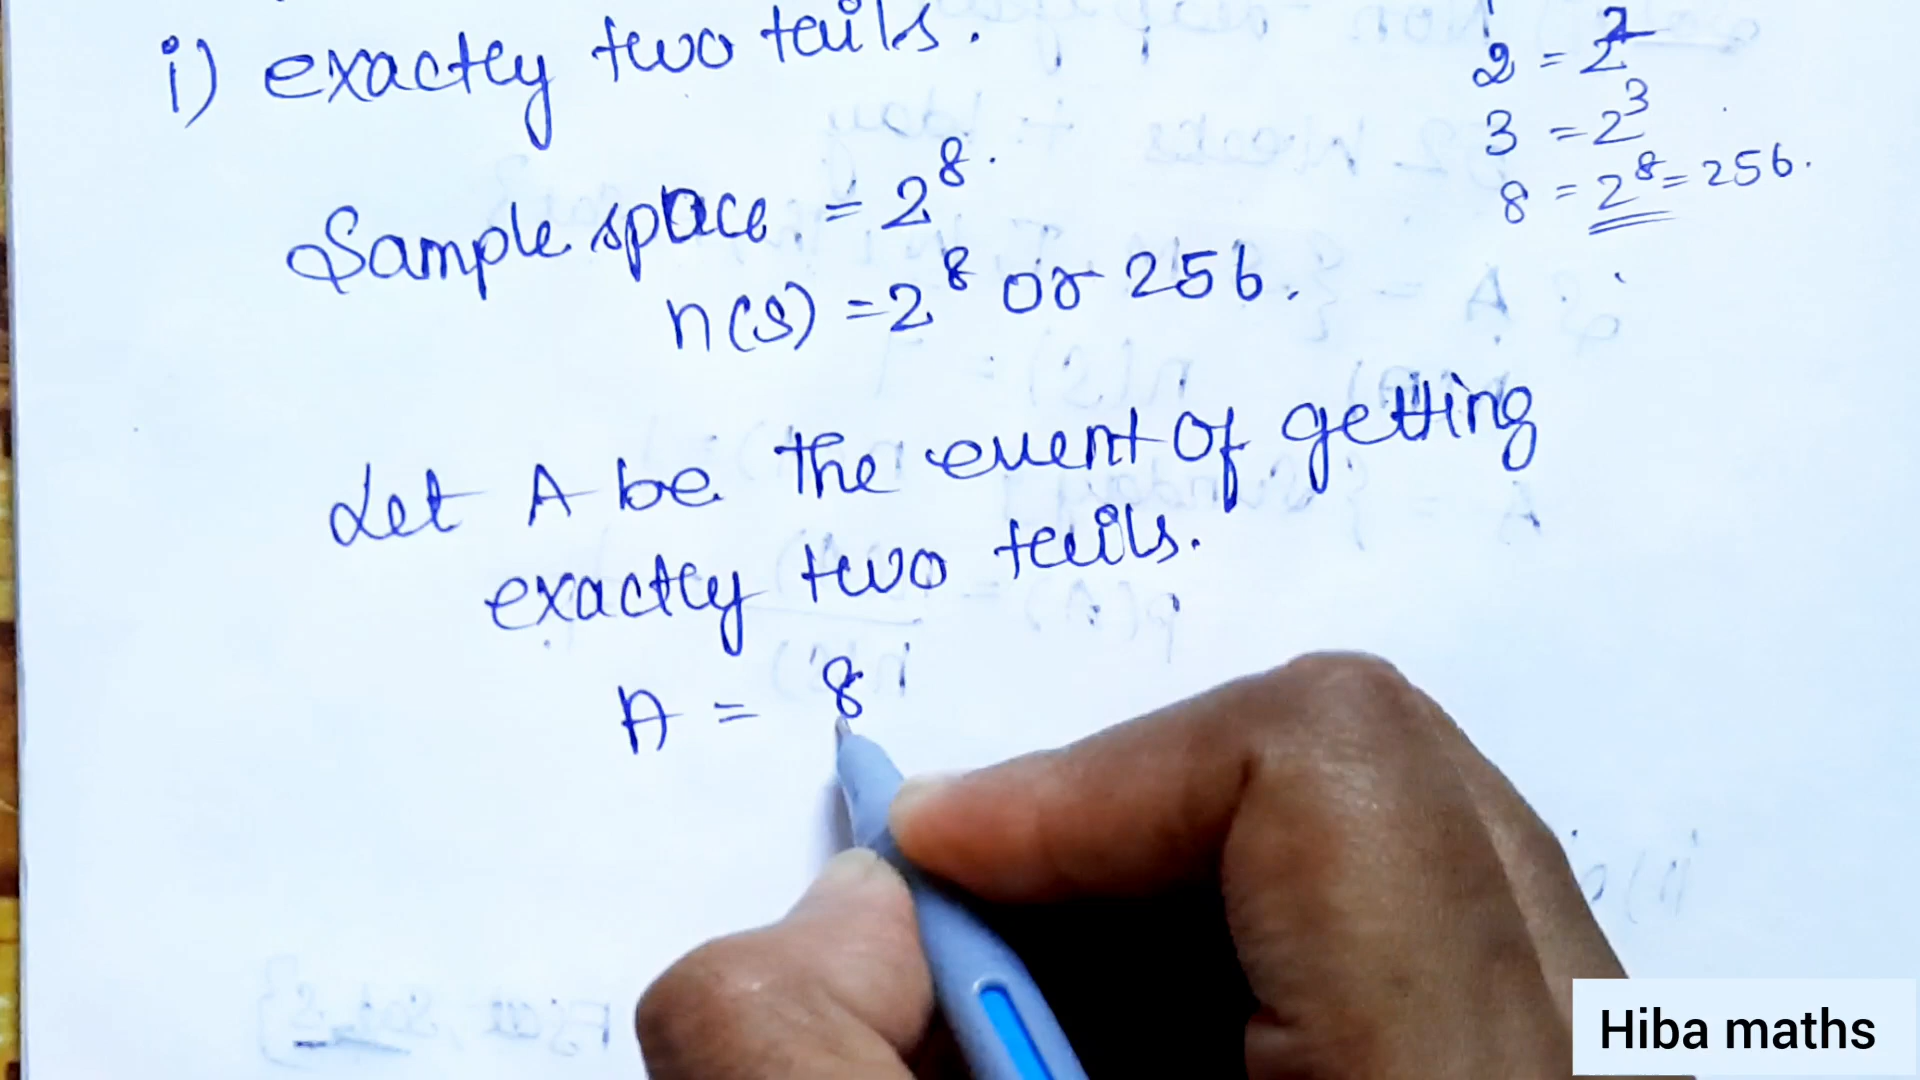 i) exactly two tails.
2 = 2²
3 = 2³
8 = 2⁸ = 256.
Sample space. = 2⁸.
n(s) = 2⁸ or 256.
Let A be the event of getting
exactly two tails.
A = 8
Hiba maths